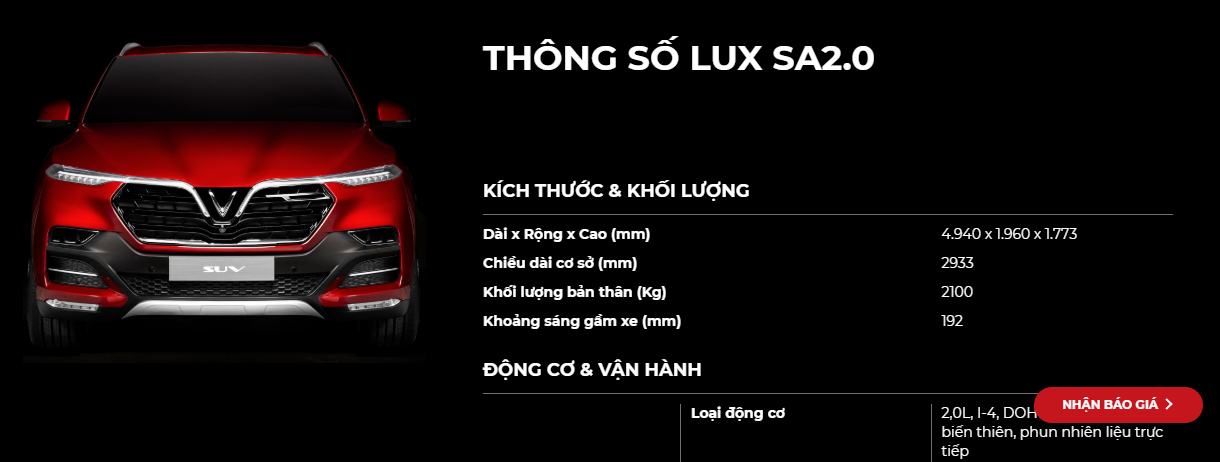 THÔNG SỐ LUX SA2.0
KÍCH THƯỚC & KHỐI LƯỢNG
Dài x Rộng x Cao (mm) 4.940 x 1.960 x 1.773
Chiều dài cơ sở (mm) 2933
Khối lượng bản thân (Kg) 2100
Khoảng sáng gầm xe (mm) 192
SUV
ĐỘNG CƠ & VẬN HÀNH
NHẬN BÁO GIÁ
Loại động cơ 2,0L, I-4, DOH
biến thiên, phun nhiên liệu trực
tiếp